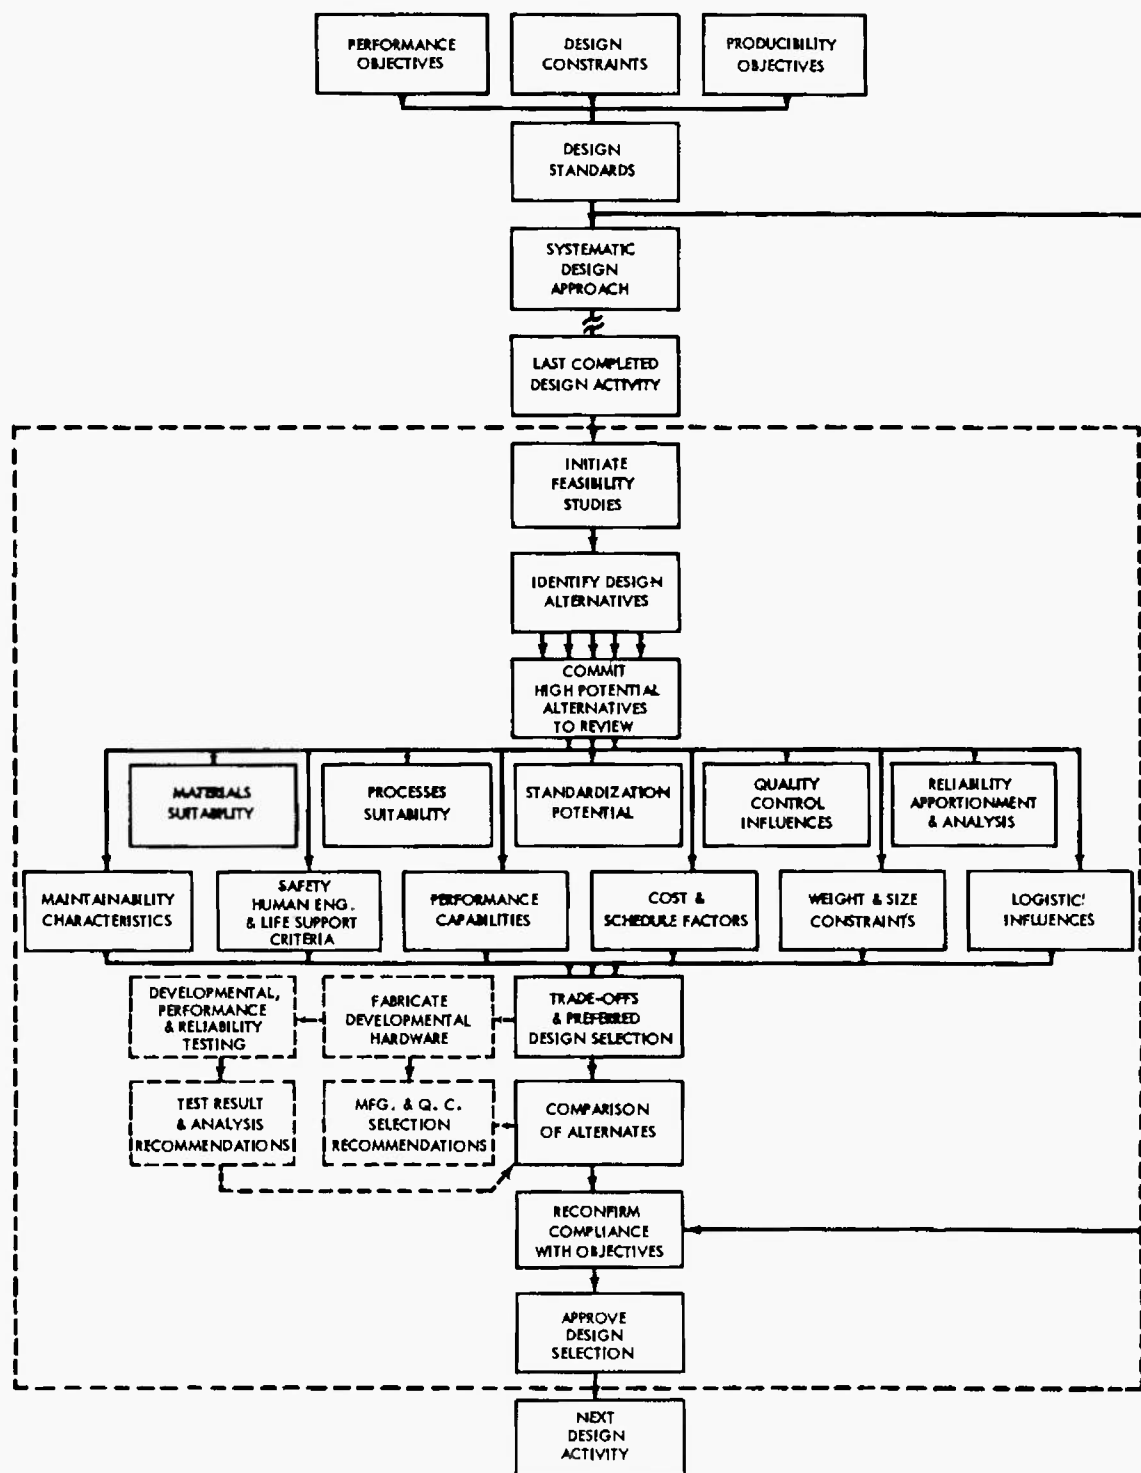 PERFORMANCE
OBJECTIVES
DESIGN
CONSTRAINTS
PRODUCIBILITY
OBJECTIVES
DESIGN
STANDARDS
SYSTEMATIC
DESIGN
APPROACH
LAST COMPLETED
DESIGN ACTIVITY
INITIATE
FEASIBILITY
STUDIES
IDENTIFY DESIGN
ALTERNATIVES
COMMIT
HIGH POTENTIAL
ALTERNATIVES
TO REVIEW
MATERIALS
SUITABILITY
PROCESSES
SUITABILITY
STANDARDIZATION
POTENTIAL
QUALITY
CONTROL
INFLUENCES
RELIABILITY
APPORTIONMENT
& ANALYSIS
MAINTAINABILITY
CHARACTERISTICS
SAFETY
HUMAN ENG.
& LIFE SUPPORT
CRITERIA
PERFORMANCE
CAPABILITIES
COST &
SCHEDULE FACTORS
WEIGHT & SIZE
CONSTRAINTS
LOGISTIC'
INFLUENCES
DEVELOPMENTAL,
PERFORMANCE
& RELIABILITY
TESTING
FABRICATE
DEVELOPMENTAL
HARDWARE
TRADE-OFFS
& PREFERRED
DESIGN SELECTION
TEST RESULT
& ANALYSIS
RECOMMENDATIONS
MFG. & Q. C.
SELECTION
RECOMMENDATIONS
COMPARISON
OF ALTERNATES
RECONFIRM
COMPLIANCE
WITH OBJECTIVES
APPROVE
DESIGN
SELECTION
NEXT
DESIGN
ACTIVITY